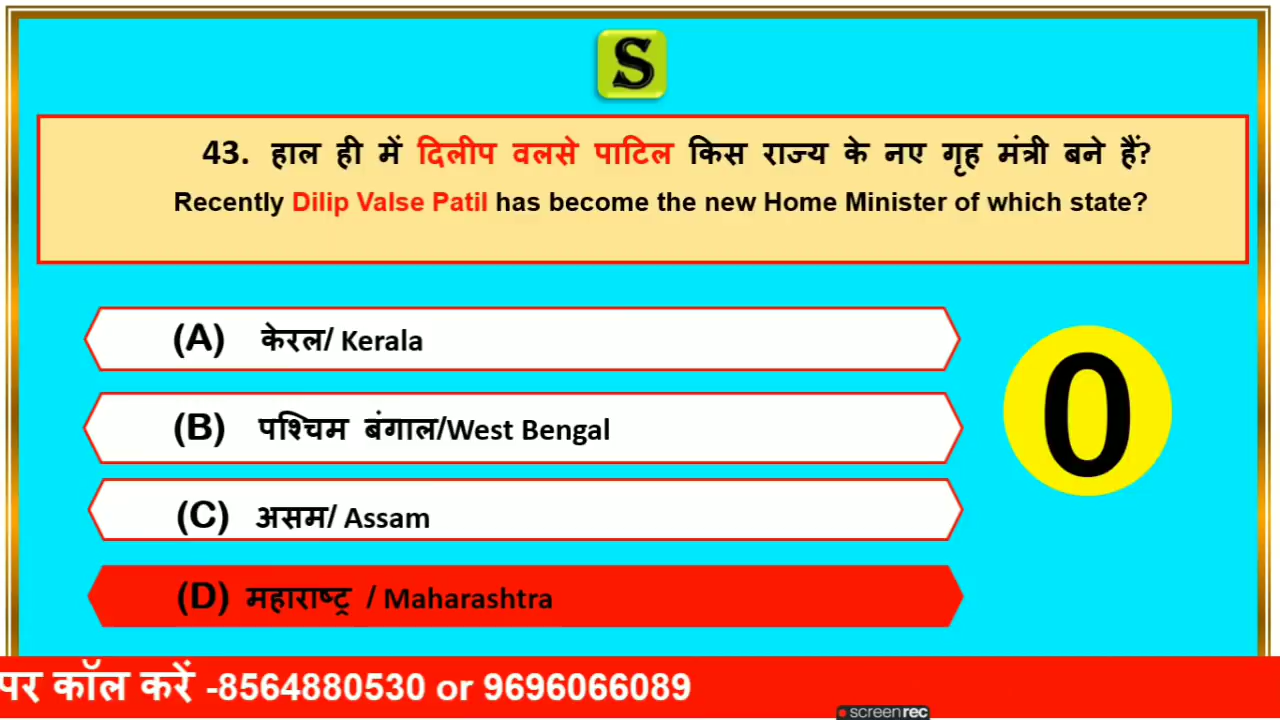 S
43. हाल ही में दिलीप वलसे पाटिल किस राज्य के नए गृह मंत्री बने हैं?
Recently Dilip Valse Patil has become the new Home Minister of which state?
(A) केरल/ Kerala
(B) पश्चिम बंगाल/West Bengal
0
(C) असम/ Assam
(D) महाराष्ट्र / Maharashtra
पर कॉल करें -8564880530 or 9696066089
screenrec